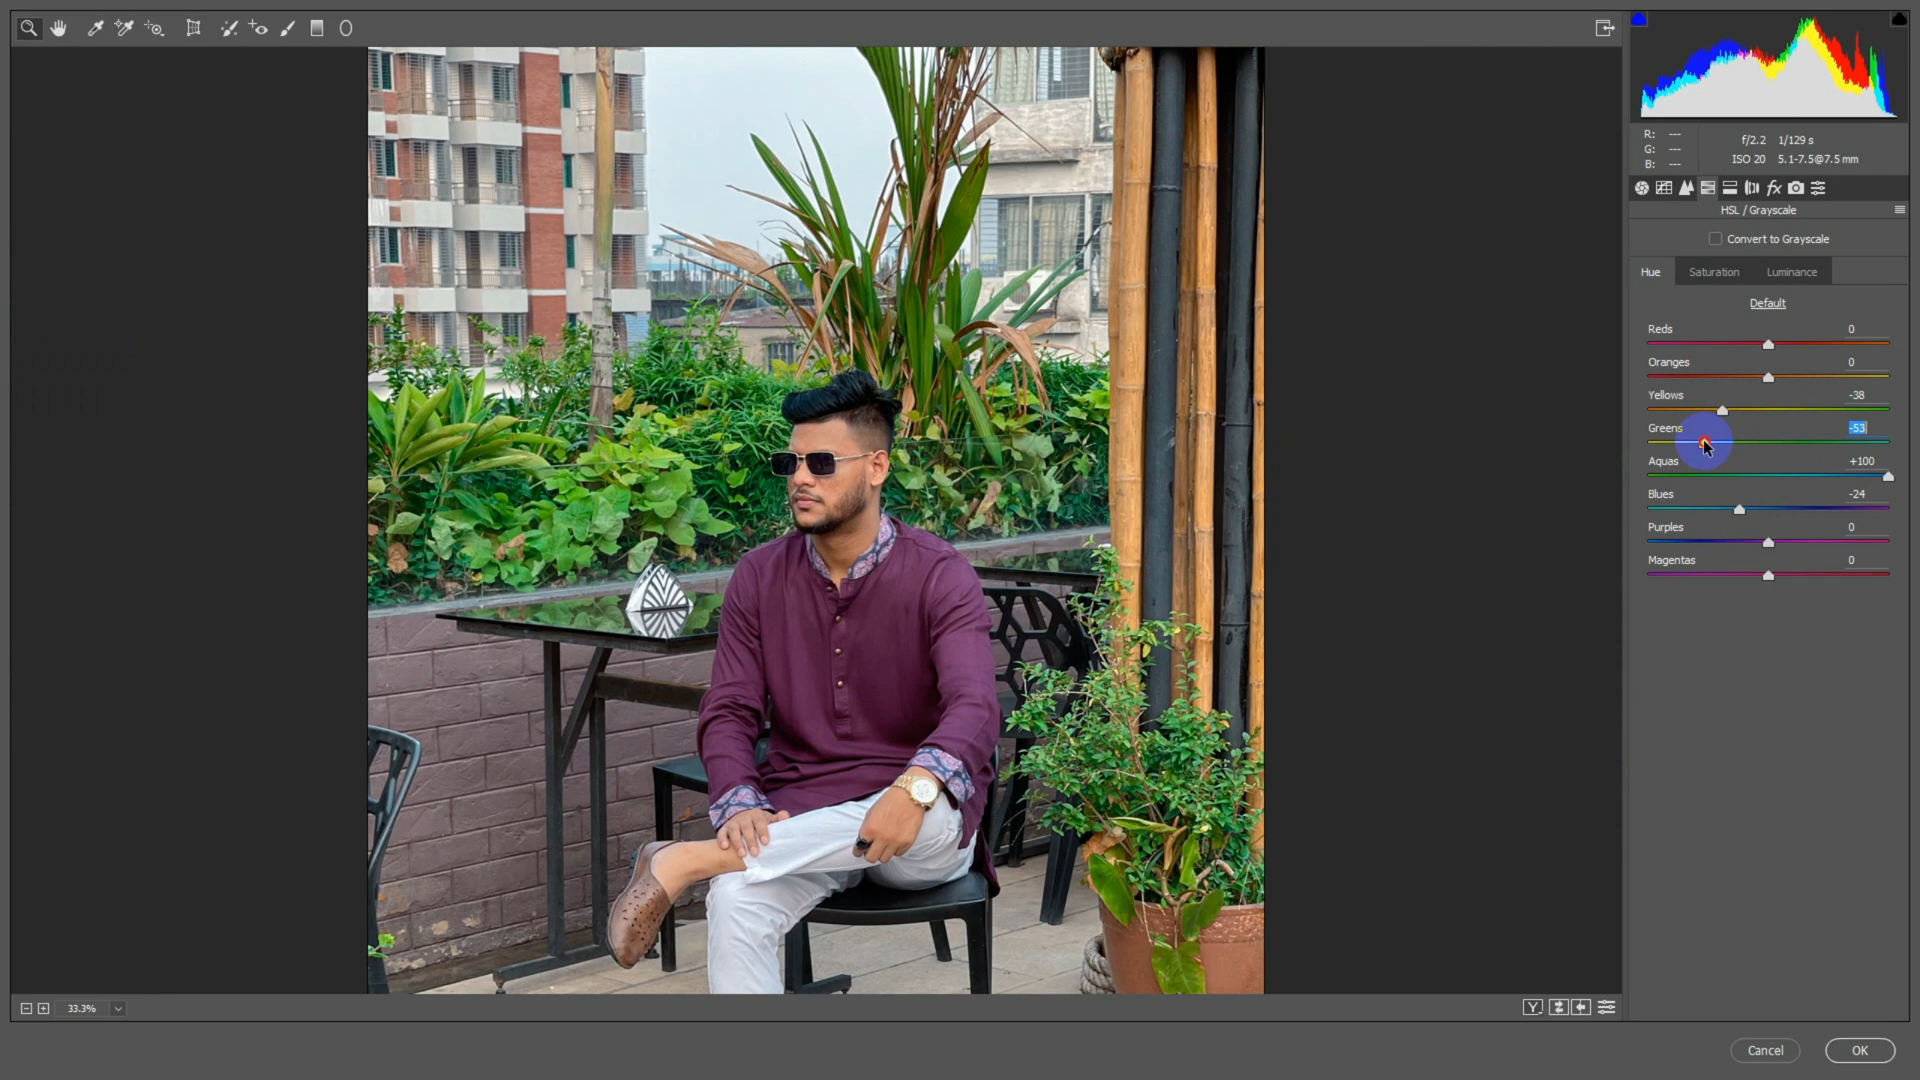 R: ---
G: ---
B: ---
f/2.2 1/129 s
ISO 20 5.1-7.5@7.5 mm
fx
HSL / Grayscale
Convert to Grayscale
Hue Saturation Luminance
Default
Reds 0
Oranges 0
Yellows -38
Greens -53
Aquas +100
Blues -24
Purples 0
Magentas 0
33.3%
Y
Cancel OK